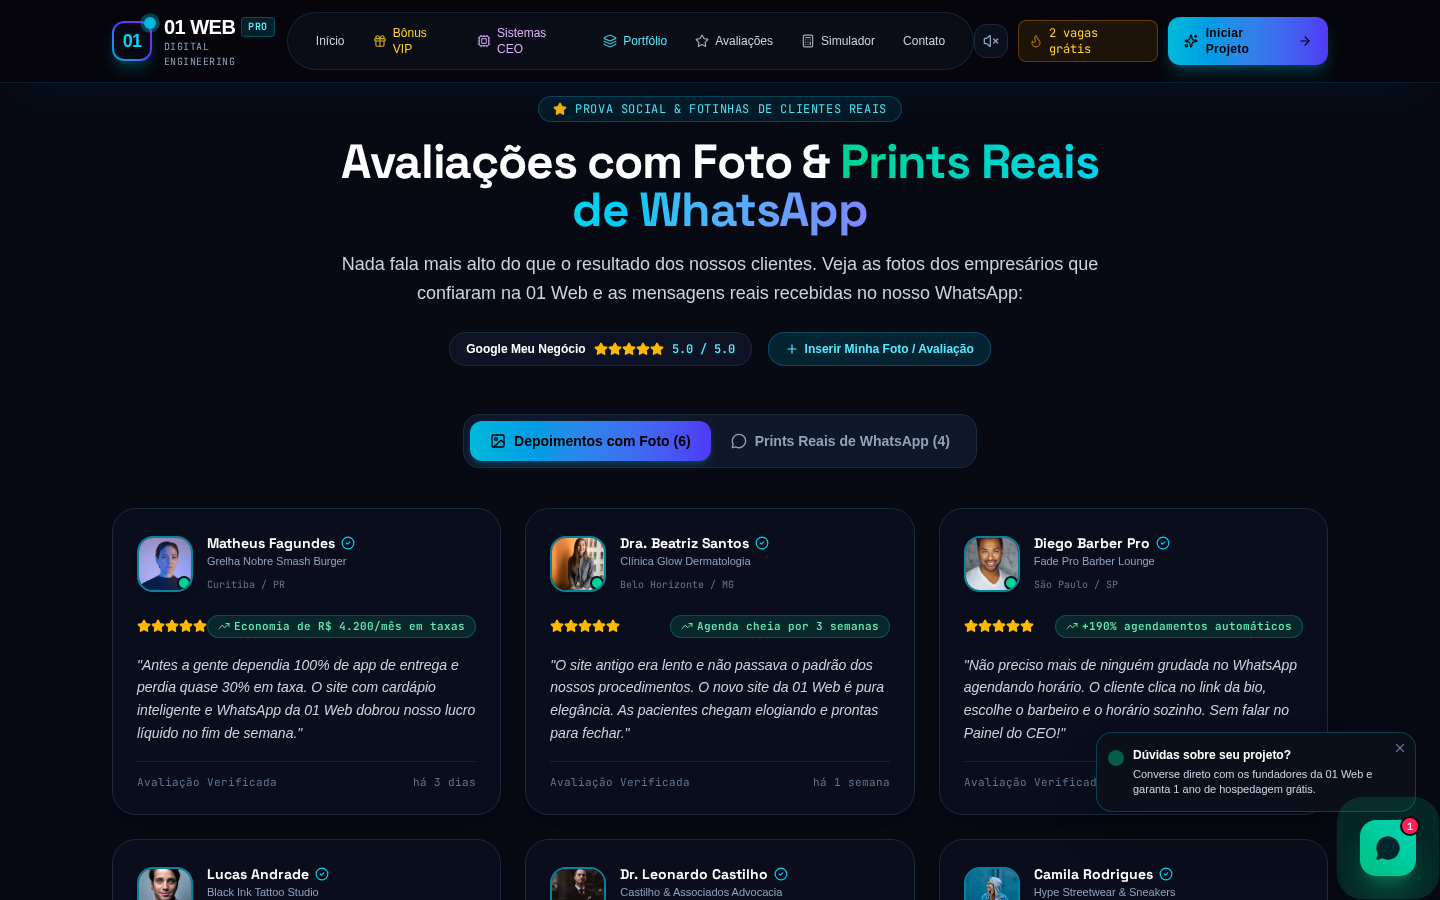 01
01 WEB
PRO
DIGITAL
ENGINEERING
Início
Bônus
VIP
Sistemas
CEO
Portfólio
Avaliações
Simulador
Contato
2 vagas
grátis
Iniciar
Projeto
PROVA SOCIAL & FOTINHAS DE CLIENTES REAIS
Avaliações com Foto & Prints Reais
de WhatsApp
Nada fala mais alto do que o resultado dos nossos clientes. Veja as fotos dos empresários que
confiaram na 01 Web e as mensagens reais recebidas no nosso WhatsApp:
Google Meu Negócio 5.0 / 5.0
Inserir Minha Foto / Avaliação
Depoimentos com Foto (6)
Prints Reais de WhatsApp (4)
Matheus Fagundes
Grelha Nobre Smash Burger
Curitiba / PR
Economia de R$ 4.200/mês em taxas
"Antes a gente dependia 100% de app de entrega e
perdia quase 30% em taxa. O site com cardápio
inteligente e WhatsApp da 01 Web dobrou nosso lucro
líquido no fim de semana."
Avaliação Verificada
há 3 dias
Dra. Beatriz Santos
Clínica Glow Dermatologia
Belo Horizonte / MG
Agenda cheia por 3 semanas
"O site antigo era lento e não passava o padrão dos
nossos procedimentos. O novo site da 01 Web é pura
elegância. As pacientes chegam elogiando e prontas
para fechar."
Avaliação Verificada
há 1 semana
Diego Barber Pro
Fade Pro Barber Lounge
São Paulo / SP
+190% agendamentos automáticos
"Não preciso mais de ninguém grudada no WhatsApp
agendando horário. O cliente clica no link da bio,
escolhe o barbeiro e o horário sozinho. Sem falar no
Painel do CEO!"
Avaliação Verificad
Dúvidas sobre seu projeto?
Converse direto com os fundadores da 01 Web e
garanta 1 ano de hospedagem grátis.
1
Lucas Andrade
Black Ink Tattoo Studio
Dr. Leonardo Castilho
Castilho & Associados Advocacia
Camila Rodrigues
Hype Streetwear & Sneakers